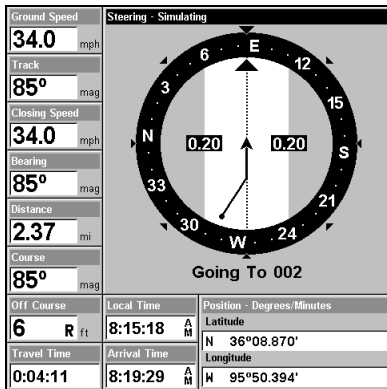 Ground Speed
34.0 mph
Track
85° mag
Closing Speed
34.0 mph
Bearing
85° mag
Distance
2.37 mi
Course
85° mag
Off Course
6 R ft
Travel Time
0:04:11
Steering - Simulating
E
6
12
3
15
N
0.20
0.20
S
33
21
30
24
W
Going To 002
Local Time
8:15:18 AM
Arrival Time
8:19:29 AM
Position - Degrees/Minutes
Latitude
N 36°08.870'
Longitude
W 95°50.394'